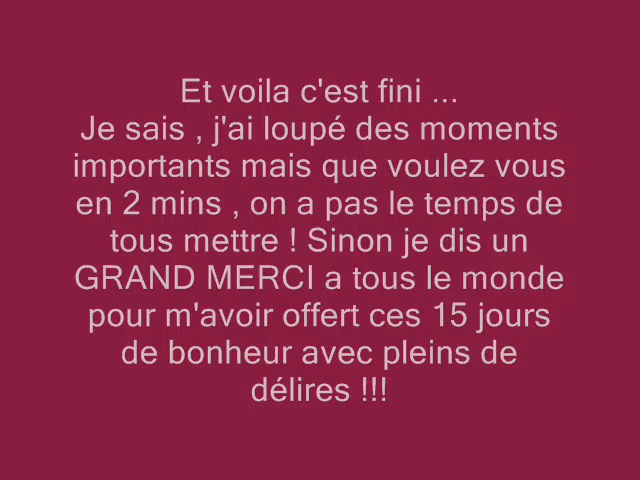 Et voila c'est fini ...
Je sais , j'ai loupé des moments
importants mais que voulez vous
en 2 mins , on a pas le temps de
tous mettre ! Sinon je dis un
GRAND MERCI a tous le monde
pour m'avoir offert ces 15 jours
de bonheur avec pleins de
délires !!!